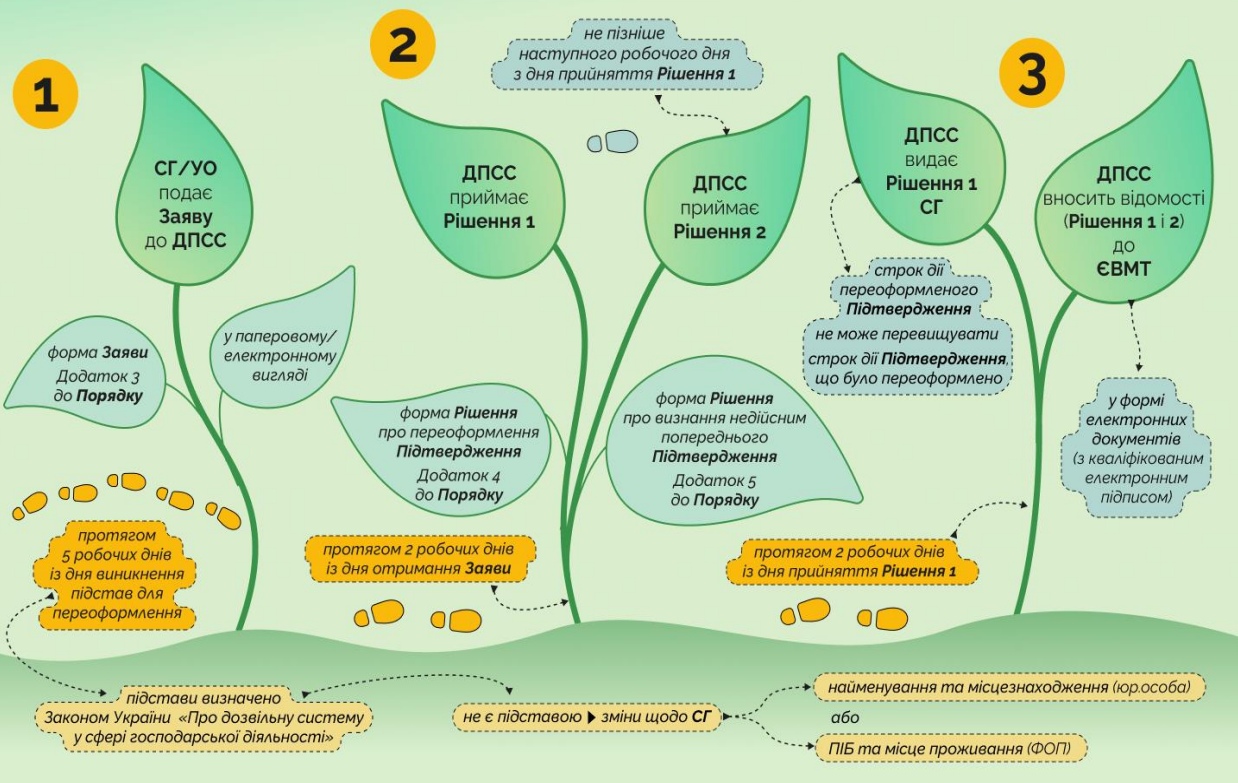 1
СГ/УО
подає
Заяву
до ДПСС
форма Заяви
Додаток 3
до Порядку
у паперовому/
електронному
вигляді
протягом
5 робочих днів
із дня виникнення
підстав для
переоформлення
2
не пізніше
наступного робочого дня
з дня прийняття Рішення 1
ДПСС
приймає
Рішення 1
ДПСС
приймає
Рішення 2
форма Рішення
про переоформлення
Підтвердження
Додаток 4
до Порядку
форма Рішення
про визнання недійсним
попереднього
Підтвердження
Додаток 5
до Порядку
протягом 2 робочих днів
із дня отримання Заяви
3
ДПСС
видає
Рішення 1
СГ
ДПСС
вносить відомості
(Рішення 1 і 2)
до
ЄВМТ
строк дії
переоформленого
Підтвердження
не може перевищувати
строк дії Підтвердження,
що було переоформлено
у формі
електронних
документів
(з кваліфікованим
електронним
підписом)
протягом 2 робочих днів
із дня прийняття Рішення 1
підстави визначено
Законом України «Про дозвільну систему
у сфері господарської діяльності»
не є підставою ▶ зміни щодо СГ
найменування та місцезнаходження (юр.особа)
або
ПІБ та місце проживання (ФОП)